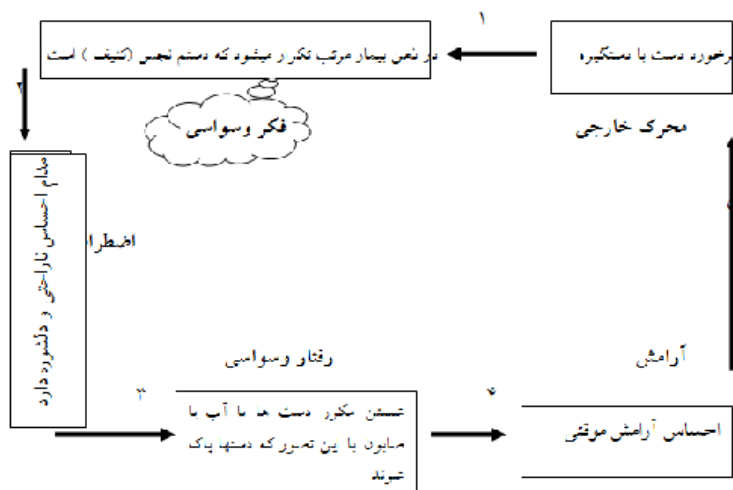 ۱
برخورد دست با دستگیره
در ذهن بیمار مرتب تکرار میشود که دستم نجس (کثیف ) است
فکر وسواسی
محرک خارجی
۲
مدام احساس ناراحتی و دلشوره دارد
اضطرا
رفتار وسواسی
آرامش
۳
۴
شستن مکرر دست ها با آب یا
صابون با این تصور که دستها پاک
شوند
احساس آرامش موقتی